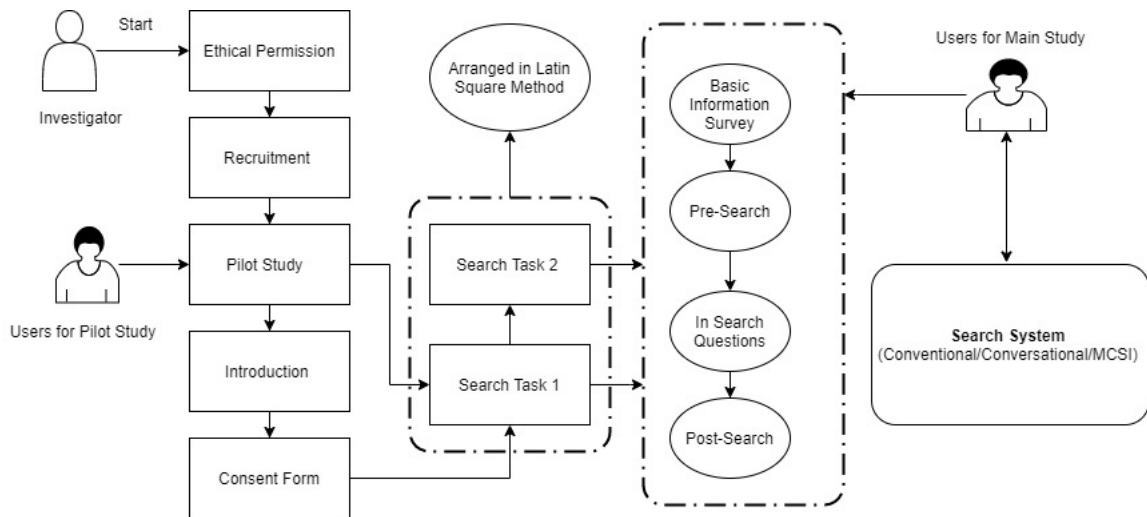 Start
Investigator
Ethical Permission
Recruitment
Pilot Study
Users for Pilot Study
Introduction
Consent Form
Arranged in Latin
Square Method
Search Task 2
Search Task 1
Basic
Information
Survey
Pre-Search
In Search
Questions
Post-Search
Users for Main Study
Search System
(Conventional/Conversational/MCSI)